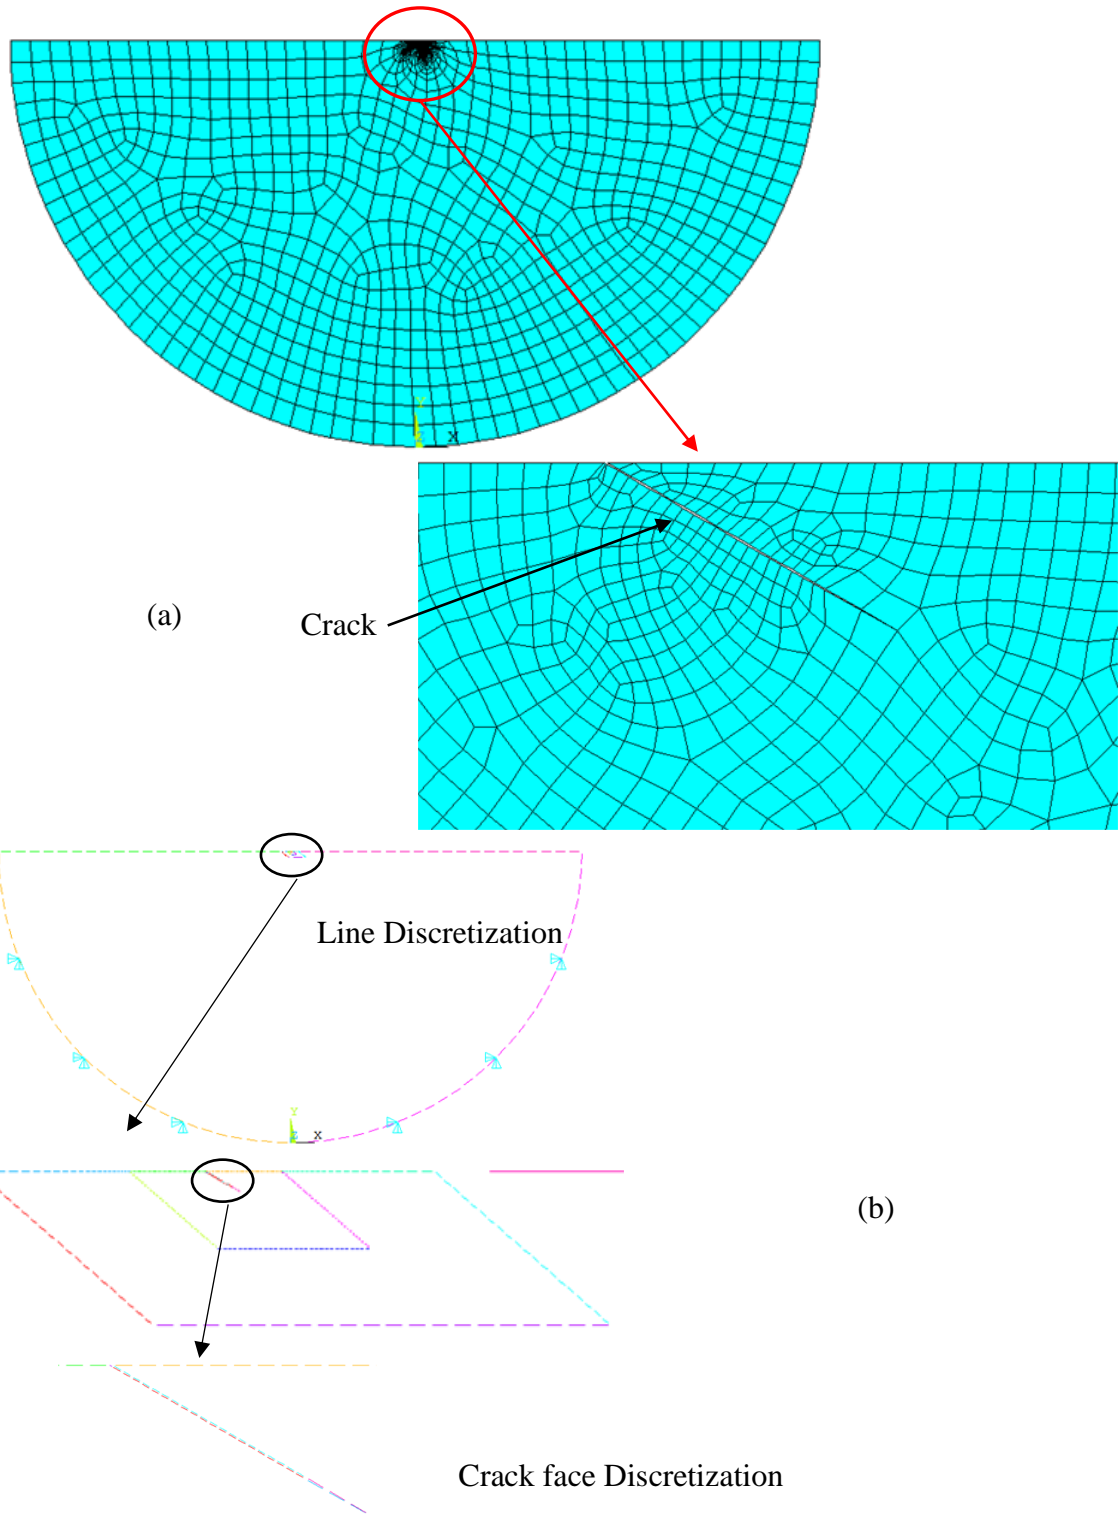 Y
Z
X
(a)
Crack
Line Discretization
Y
Z
X
(b)
Crack face Discretization